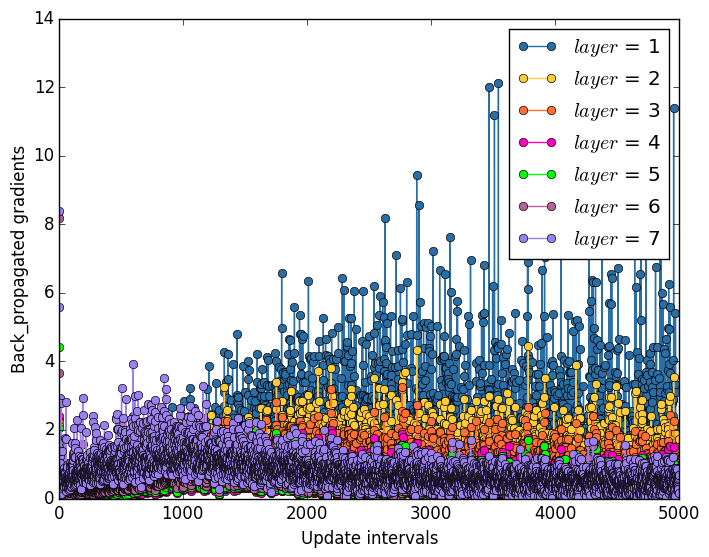 14
12
10
8
6
4
2
0
0
1000
2000
3000
4000
5000
Back_propagated gradients
Update intervals
layer = 1
layer = 2
layer = 3
layer = 4
layer = 5
layer = 6
layer = 7